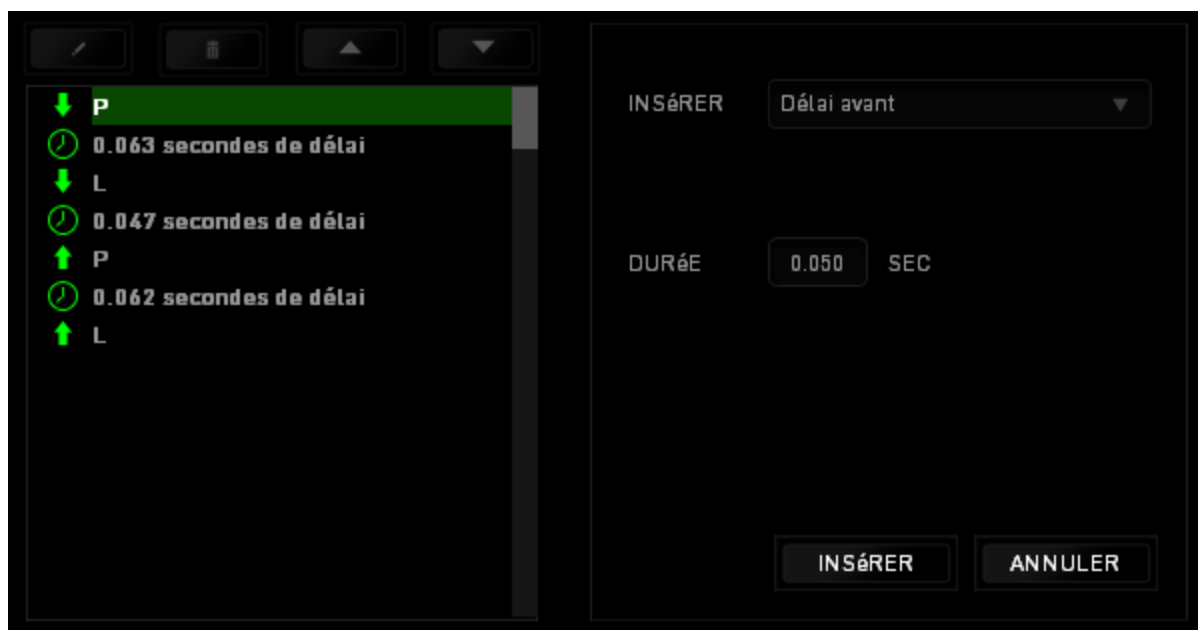 P
0.063 secondes de délai
L
0.047 secondes de délai
P
0.062 secondes de délai
L
INSéRER Délai avant
DURéE 0.050 SEC
INSéRER ANNULER